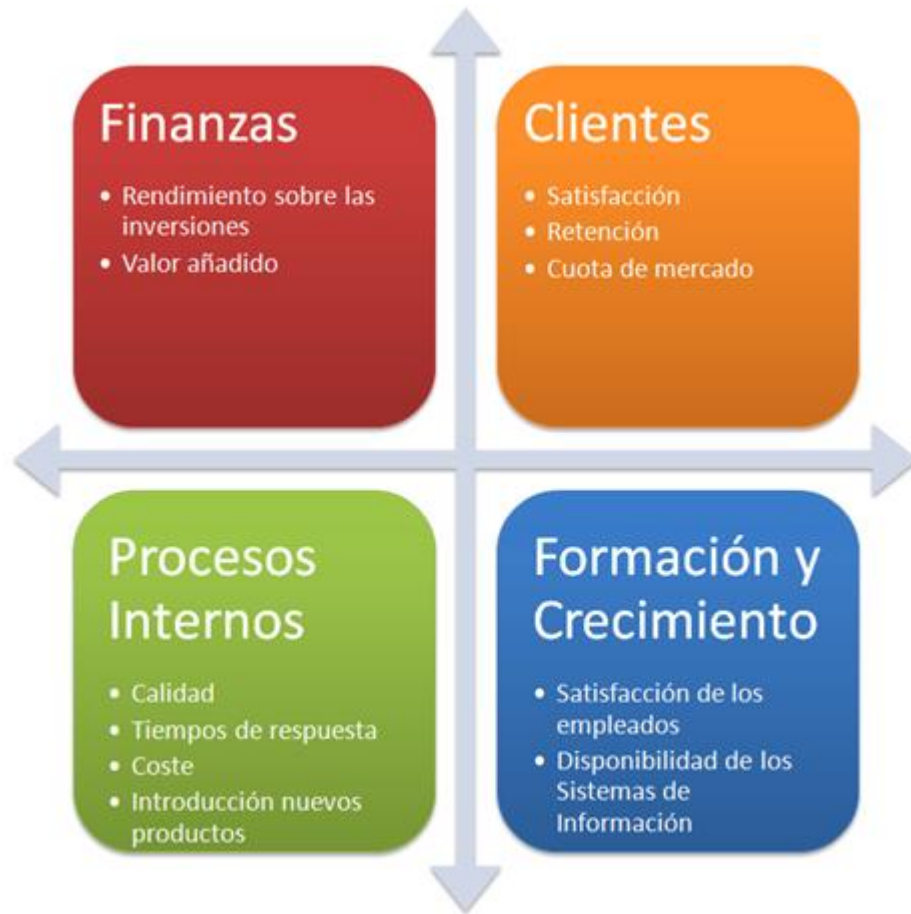 Finanzas
• Rendimiento sobre las
inversiones
• Valor añadido
Clientes
• Satisfacción
• Retención
• Cuota de mercado
Procesos
Internos
• Calidad
• Tiempos de respuesta
• Coste
• Introducción nuevos
productos
Formación y
Crecimiento
• Satisfacción de los
empleados
• Disponibilidad de los
Sistemas de
Información